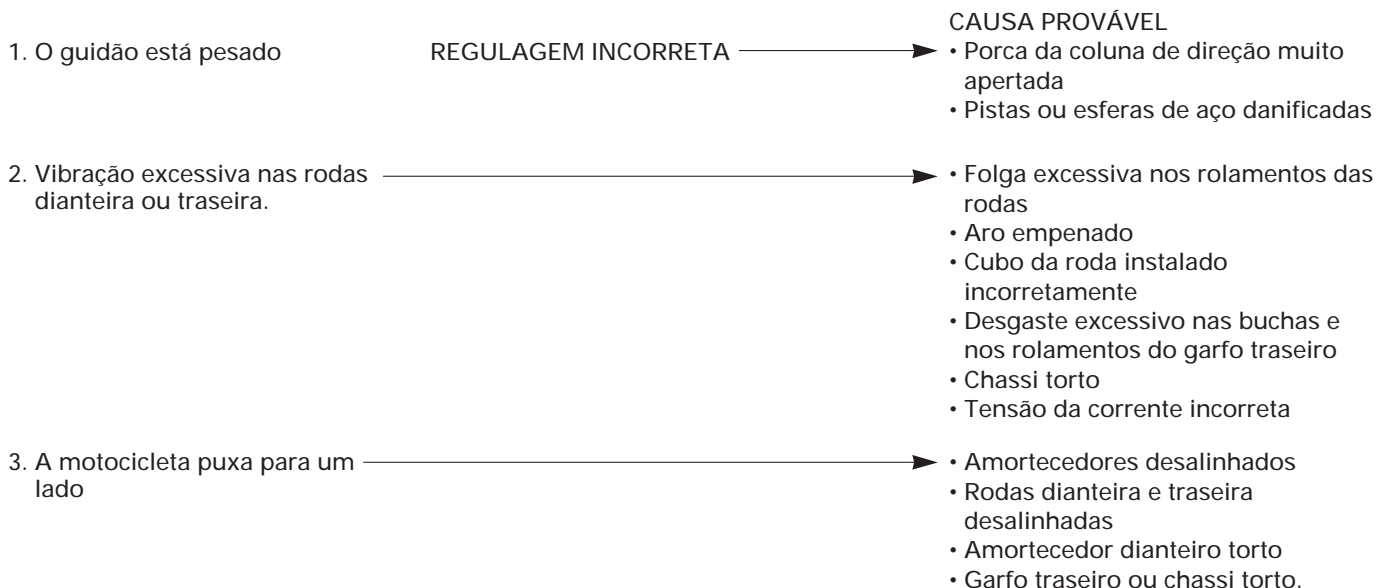 CAUSA PROVÁVEL
1. O guidão está pesado REGULAGEM INCORRETA • Porca da coluna de direção muito
apertada
• Pistas ou esferas de aço danificadas
2. Vibração excessiva nas rodas • Folga excessiva nos rolamentos das
dianteira ou traseira. rodas
• Aro empenado
• Cubo da roda instalado
incorretamente
• Desgaste excessivo nas buchas e
nos rolamentos do garfo traseiro
• Chassi torto
• Tensão da corrente incorreta
3. A motocicleta puxa para um • Amortecedores desalinhados
lado • Rodas dianteira e traseira
desalinhadas
• Amortecedor dianteiro torto
• Garfo traseiro ou chassi torto.